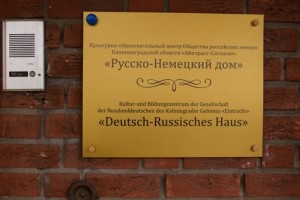 Культурно-образовательный центр Общества российских немцев
Калининградской области «Айнтрахт-Согласие»
«Русско-Немецкий дом»
Kultur- und Bildungszentrum der Gesellschaft
der Russlanddeutschen des Kaliningrader Gebietes «Eintracht»
«Deutsch-Russisches Haus»